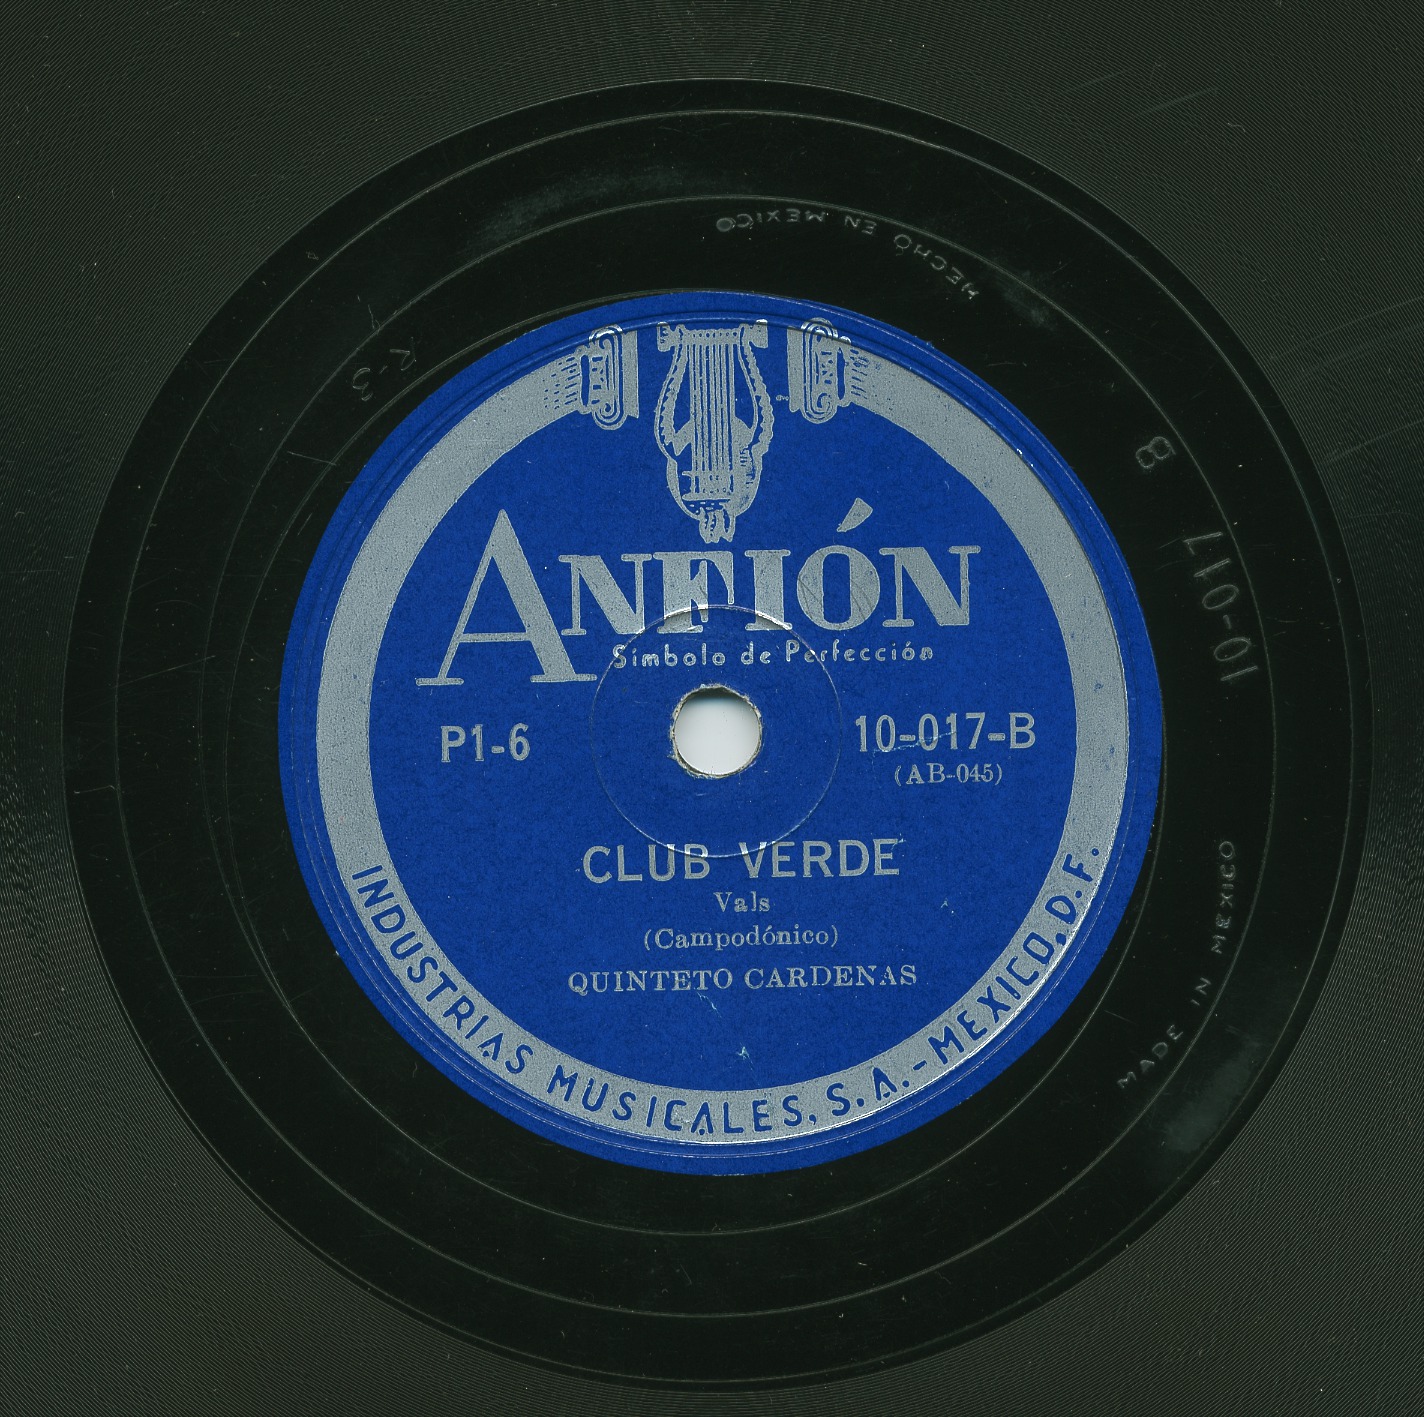 ANFIÓN
Símbolo de Perfección
P1-6
10-017-B
(AB-045)
CLUB VERDE
Vals
(Campodónico)
QUINTETO CARDENAS
INDUSTRIAS MUSICALES, S.A.-MEXICO, D.F.
HECHO EN MEXICO
10-017 B
MADE IN MEXICO